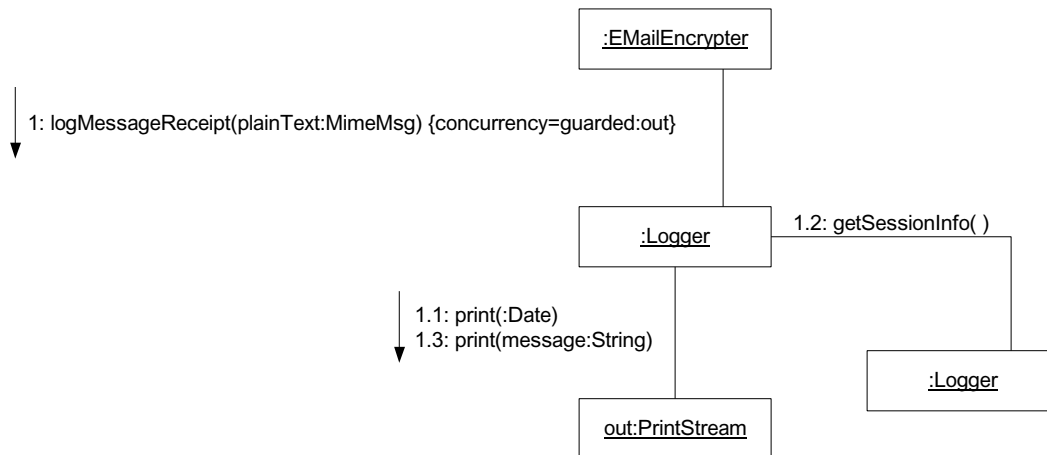 :EMailEncrypter
1: logMessageReceipt(plainText:MimeMsg) {concurrency=guarded:out}
:Logger
1.2: getSessionInfo( )
1.1: print(:Date)
1.3: print(message:String)
:Logger
out:PrintStream